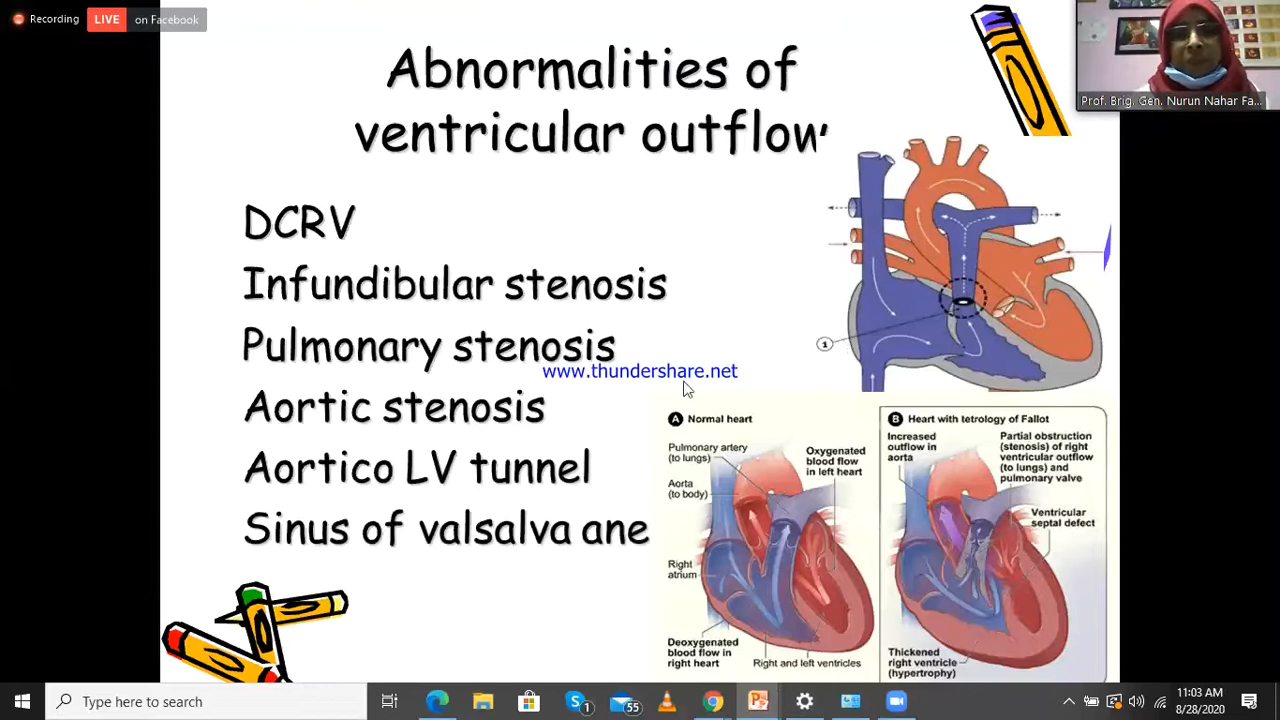 Recording
LIVE on Facebook
Abnormalities of
ventricular outflow
Prof. Brig. Gen. Nurun Nahar Fa...
DCRV
Infundibular stenosis
Pulmonary stenosis
www.thundershare.net
Aortic stenosis
Aortico LV tunnel
Sinus of valsalva ane
1
A Normal heart
Pulmonary artery
(to lungs)
Aorta
(to body)
Oxygenated
blood flow
in left heart
Right
atrium
Deoxygenated
blood flow in
right heart
Right and left ventricles
B Heart with tetrology of Fallot
Increased
outflow in
aorta
Partial obstruction
(stenosis) of right
ventricular outflow
(to lungs) and
pulmonary valve
Ventricular
septal defect
Thickened
right ventricle
(hypertrophy)
Type here to search
1
55
11:03 AM
8/28/2020